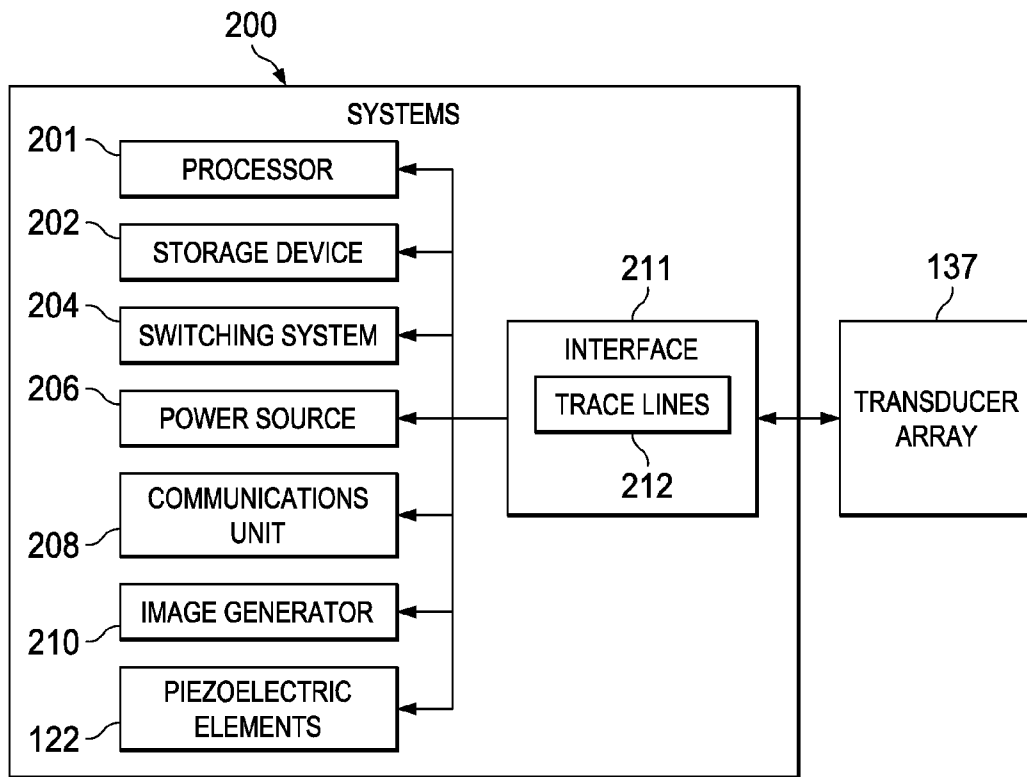 200
SYSTEMS
201
PROCESSOR
202
STORAGE DEVICE
204
SWITCHING SYSTEM
206
POWER SOURCE
208
COMMUNICATIONS
UNIT
210
IMAGE GENERATOR
122
PIEZOELECTRIC
ELEMENTS
211
INTERFACE
TRACE LINES
212
137
TRANSDUCER
ARRAY